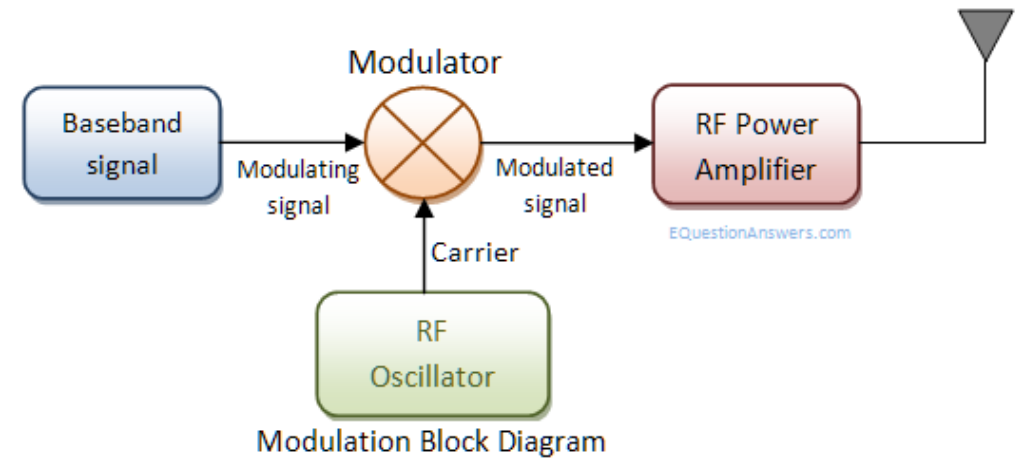 Modulator
Baseband
signal
Modulating
signal
Modulated
signal
RF Power
Amplifier
EQuestionAnswers.com
Carrier
RF
Oscillator
Modulation Block Diagram